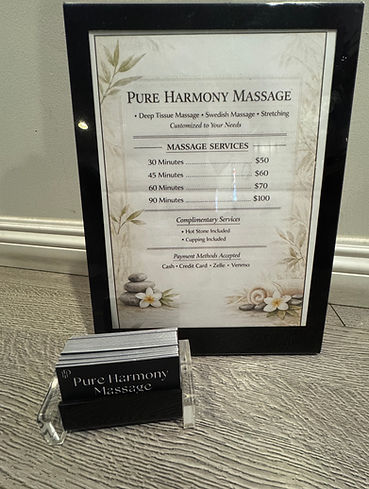 PURE HARMONY MASSAGE
• Deep Tissue Massage • Swedish Massage • Stretching
Customized to Your Needs
MASSAGE SERVICES
30 Minutes ........................ $50
45 Minutes ........................ $60
60 Minutes ........................ $70
90 Minutes ........................ $100
Complimentary Services
• Hot Stone Included
• Cupping Included
Payment Methods Accepted
Cash • Credit Card • Zelle • Venmo
Pure Harmony
Massage